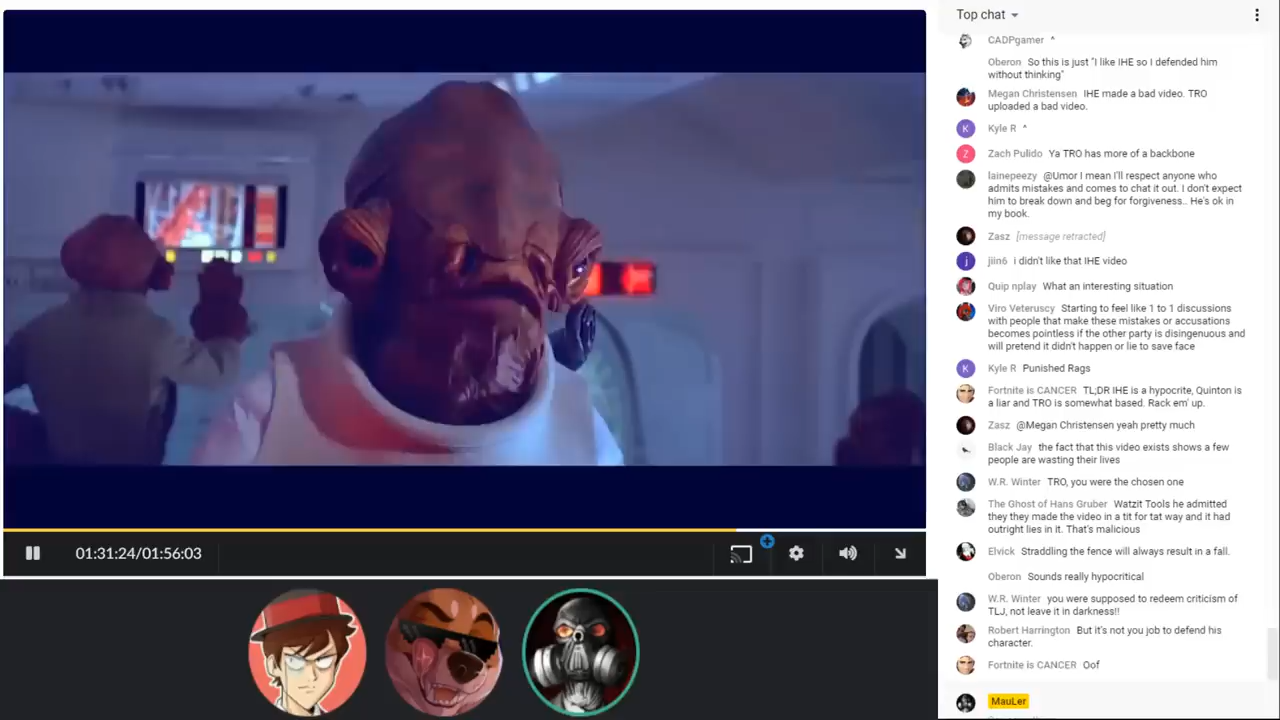 Top chat
CADPgamer ^
Oberon So this is just "I like IHE so I defended him
without thinking"
Megan Christensen IHE made a bad video. TRO
uploaded a bad video.
K Kyle R ^
Z Zach Pulido Ya TRO has more of a backbone
lainepeezy @Umor I mean I'll respect anyone who
admits mistakes and comes to chat it out. I don't expect
him to break down and beg for forgiveness.. He's ok in
my book.
Zasz [message retracted]
j jiin6 i didn't like that IHE video
Quip nplay What an interesting situation
Viro Veteruscy Starting to feel like 1 to 1 discussions
with people that make these mistakes or accusations
becomes pointless if the other party is disingenuous and
will pretend it didn't happen or lie to save face
K Kyle R Punished Rags
Fortnite is CANCER TL;DR IHE is a hypocrite, Quinton is
a liar and TRO is somewhat based. Rack em' up.
Zasz @Megan Christensen yeah pretty much
Black Jay the fact that this video exists shows a few
people are wasting their lives
W.R. Winter TRO, you were the chosen one
The Ghost of Hans Gruber Watzit Tools he admitted
they they made the video in a tit for tat way and it had
outright lies in it. That's malicious
Elvick Straddling the fence will always result in a fall.
Oberon Sounds really hypocritical
W.R. Winter you were supposed to redeem criticism of
TLJ, not leave it in darkness!!
Robert Harrington But it's not you job to defend his
character.
Fortnite is CANCER Oof
MauLer
01:31:24/01:56:03